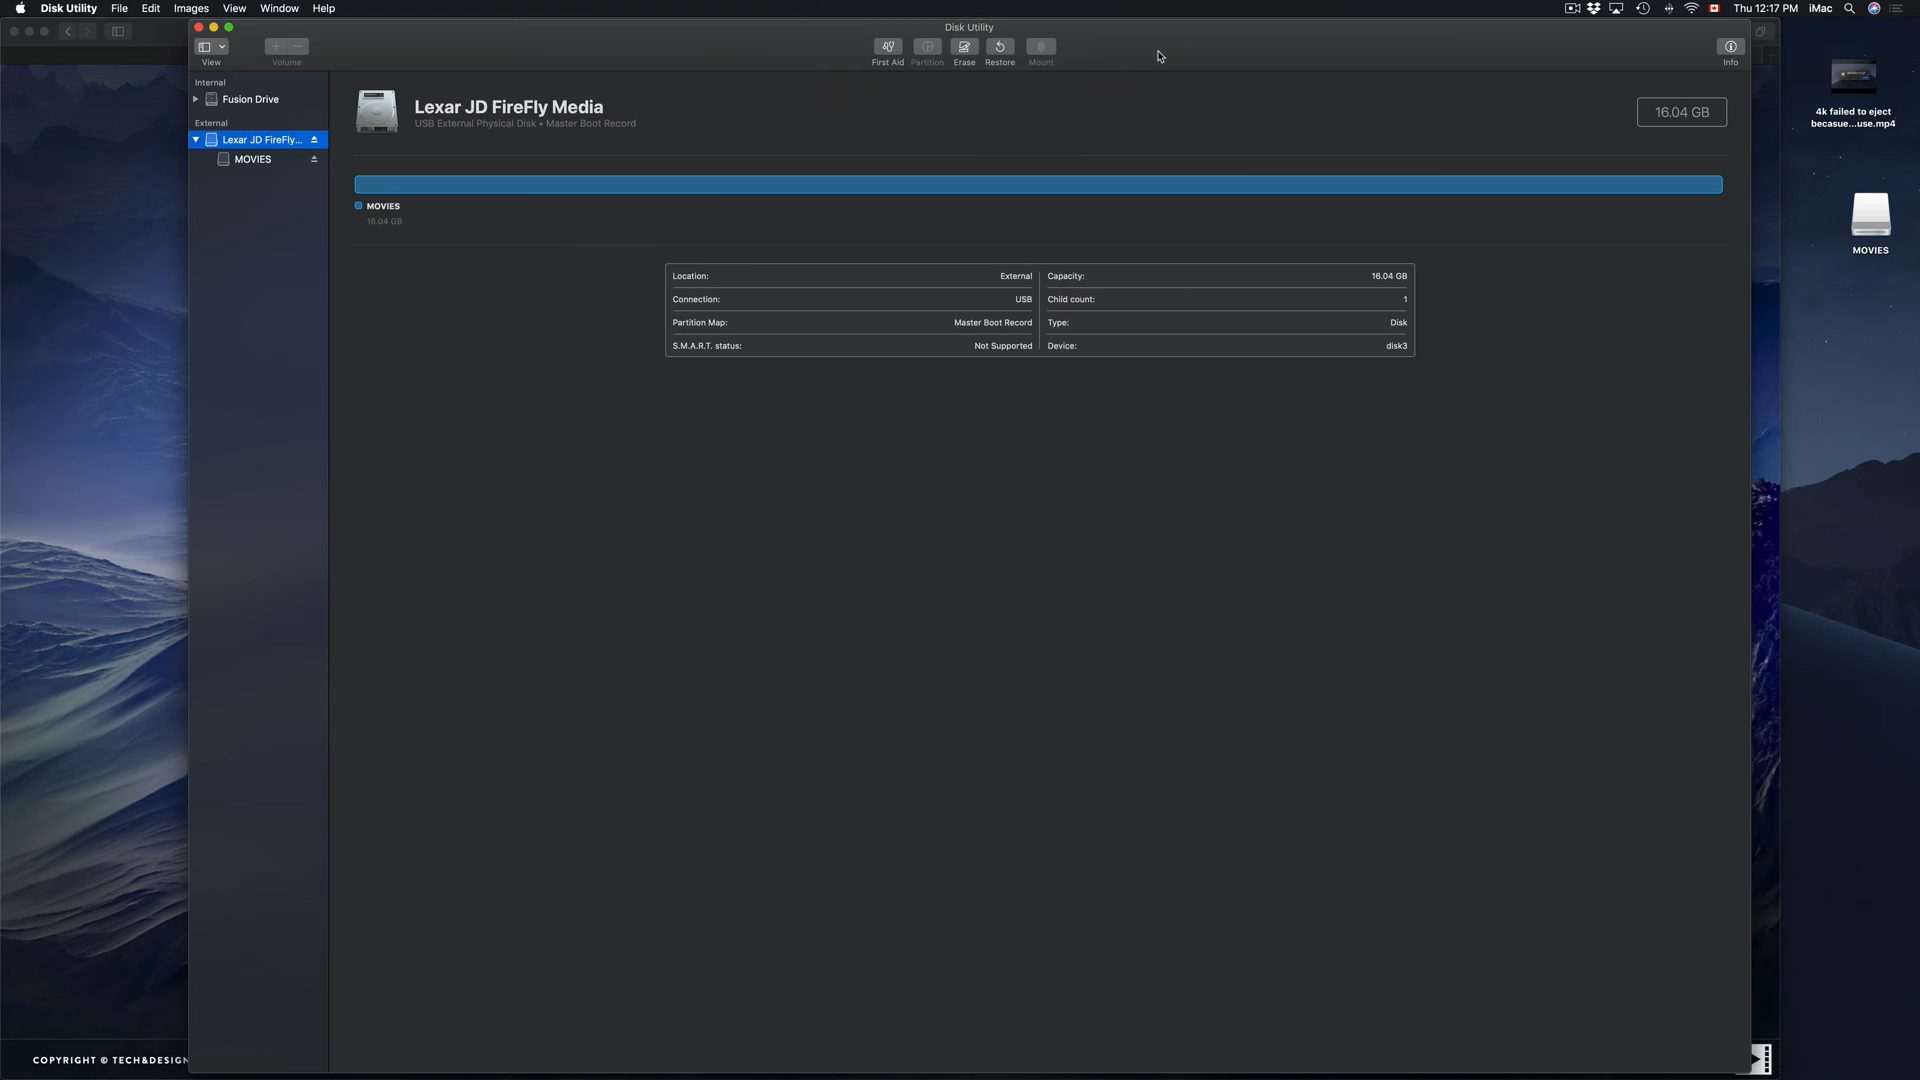 Disk Utility File Edit Images View Window Help Thu 12:17 PM iMac
Disk Utility
View Volume First Aid Partition Erase Restore Mount Info
Internal
Fusion Drive
External
Lexar JD FireFly...
MOVIES
Lexar JD FireFly Media
USB External Physical Disk • Master Boot Record
16.04 GB
MOVIES
16.04 GB
Location: External Capacity: 16.04 GB
Connection: USB Child count: 1
Partition Map: Master Boot Record Type: Disk
S.M.A.R.T. status: Not Supported Device: disk3
4k failed to eject
becasue...use.mp4
MOVIES
COPYRIGHT © TECH&DESIGN